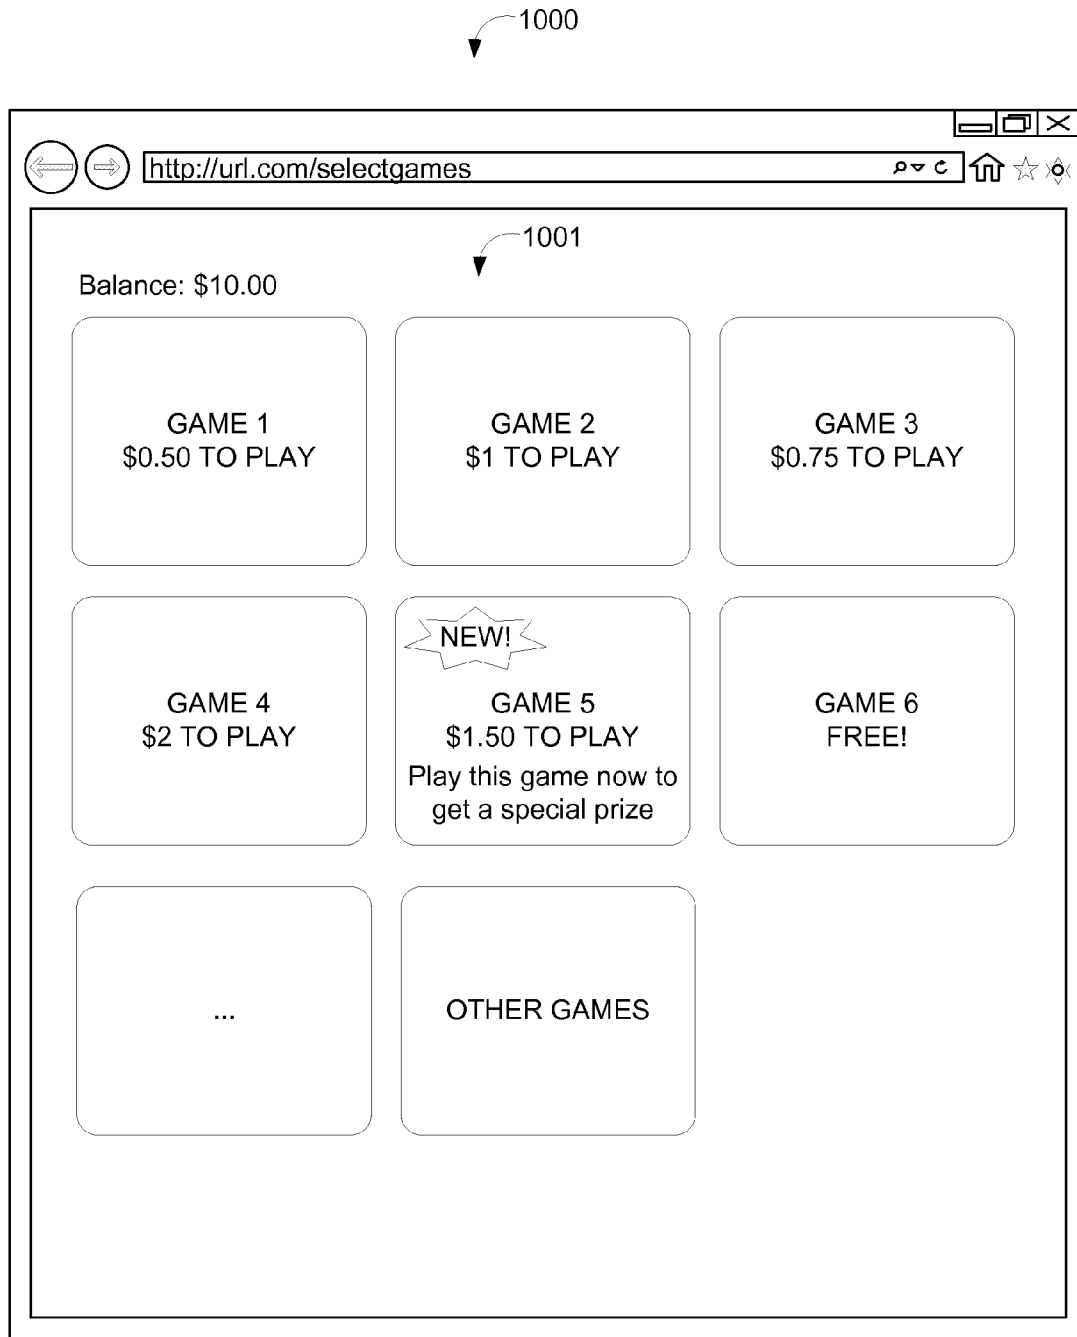 1000
http://url.com/selectgames
1001
Balance: $10.00
GAME 1
$0.50 TO PLAY
GAME 2
$1 TO PLAY
GAME 3
$0.75 TO PLAY
GAME 4
$2 TO PLAY
NEW!
GAME 5
$1.50 TO PLAY
Play this game now to
get a special prize
GAME 6
FREE!
...
OTHER GAMES